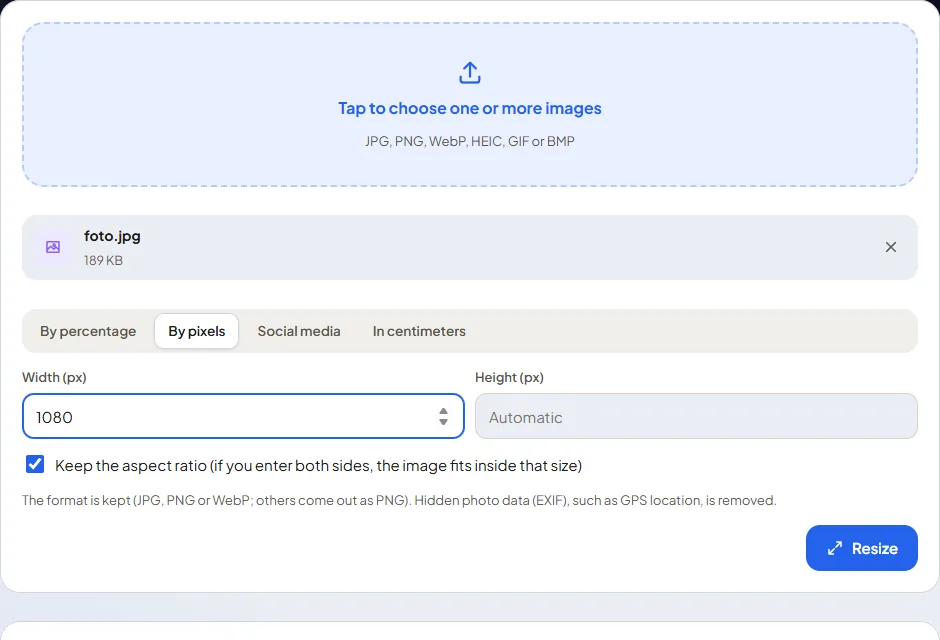 Tap to choose one or more images
JPG, PNG, WebP, HEIC, GIF or BMP
foto.jpg
189 KB
By percentage By pixels Social media In centimeters
Width (px) Height (px)
1080 Automatic
Keep the aspect ratio (if you enter both sides, the image fits inside that size)
The format is kept (JPG, PNG or WebP; others come out as PNG). Hidden photo data (EXIF), such as GPS location, is removed.
Resize